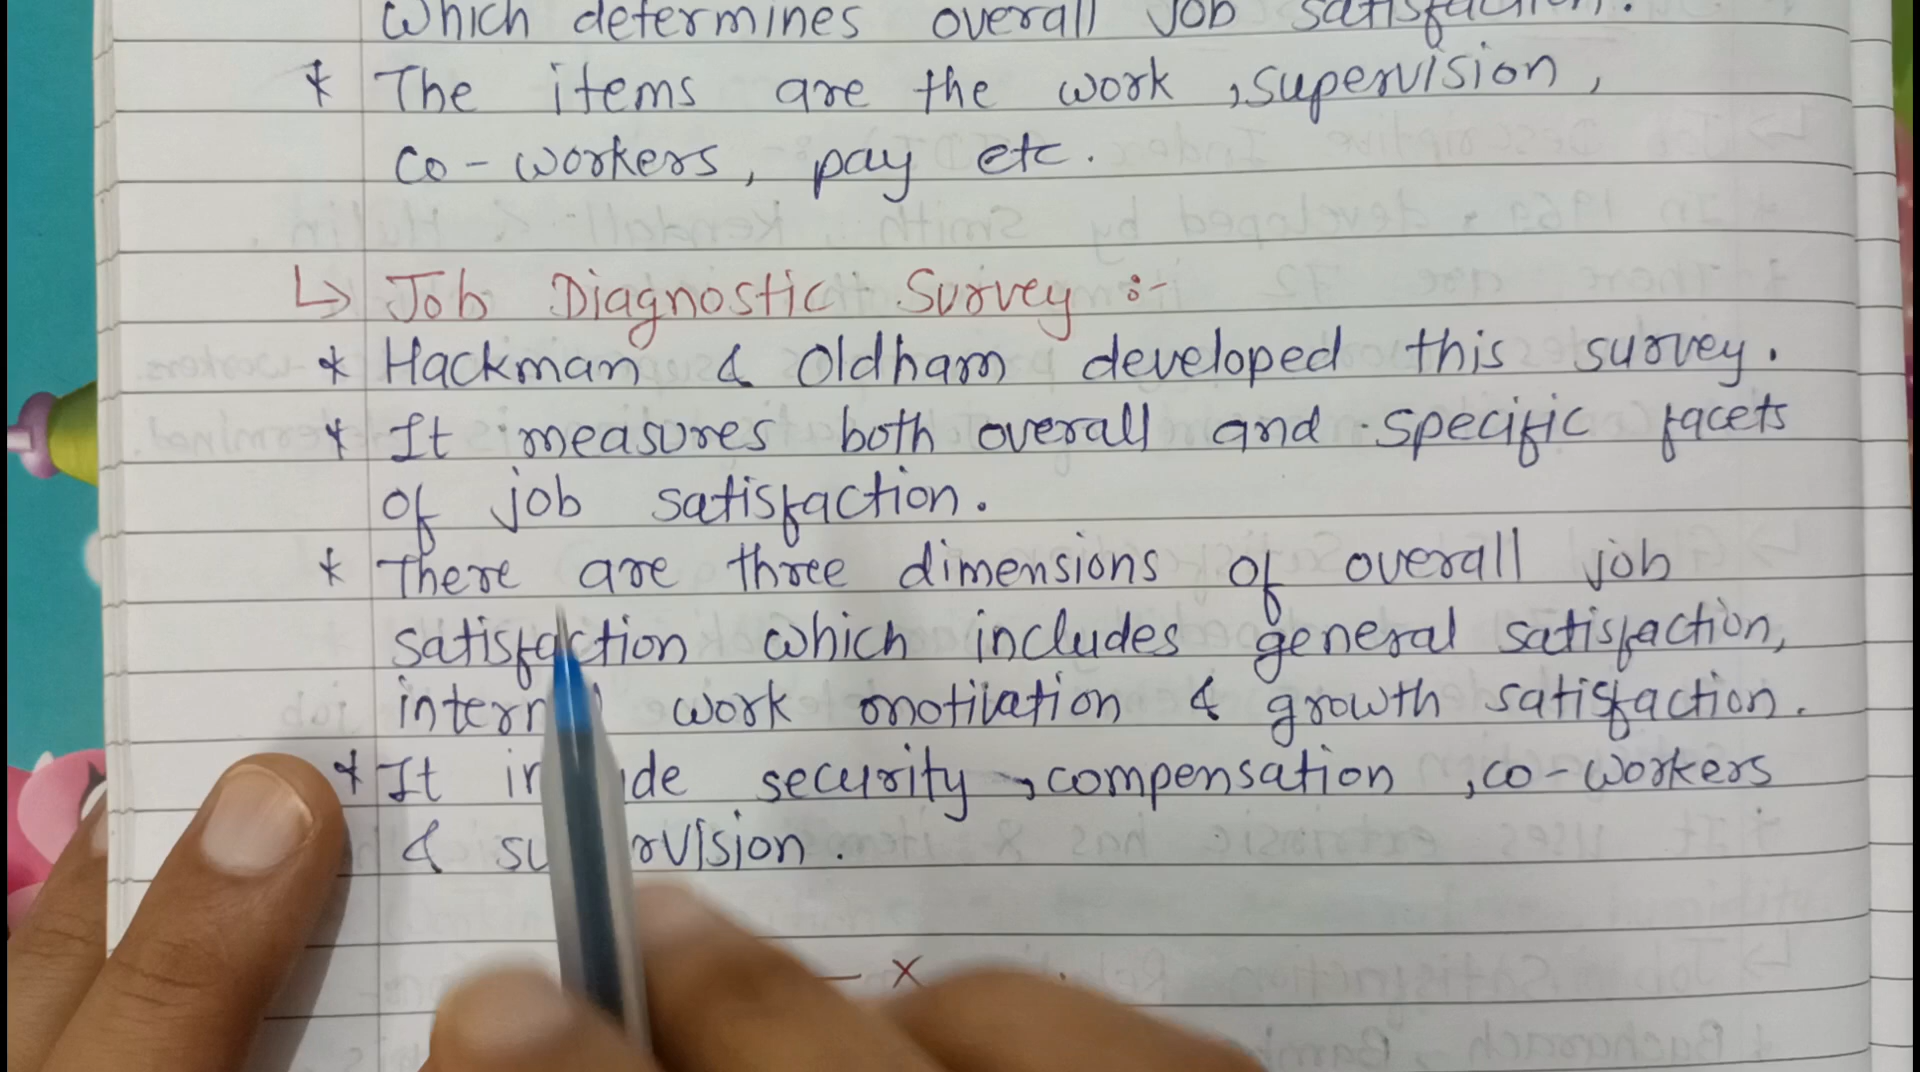 which determines overall job satisfaction.
* The items are the work, supervision,
co-workers, pay etc.
↳ Job Diagnostic Survey :-
* Hackman & Oldham developed this survey.
* It measures both overall and specific facets
of job satisfaction.
* There are three dimensions of overall job
satisfaction which includes general satisfaction,
work motivation & growth satisfaction.
* It security, compensation, co-workers
& .
— x